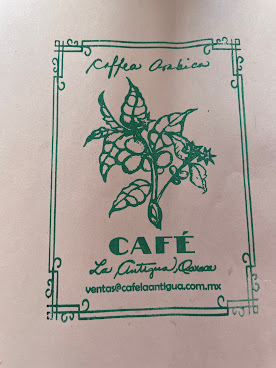 Coffea Arabica
CAFÉ
La Antigua, Oaxaca
ventas@cafelaantigua.com.mx